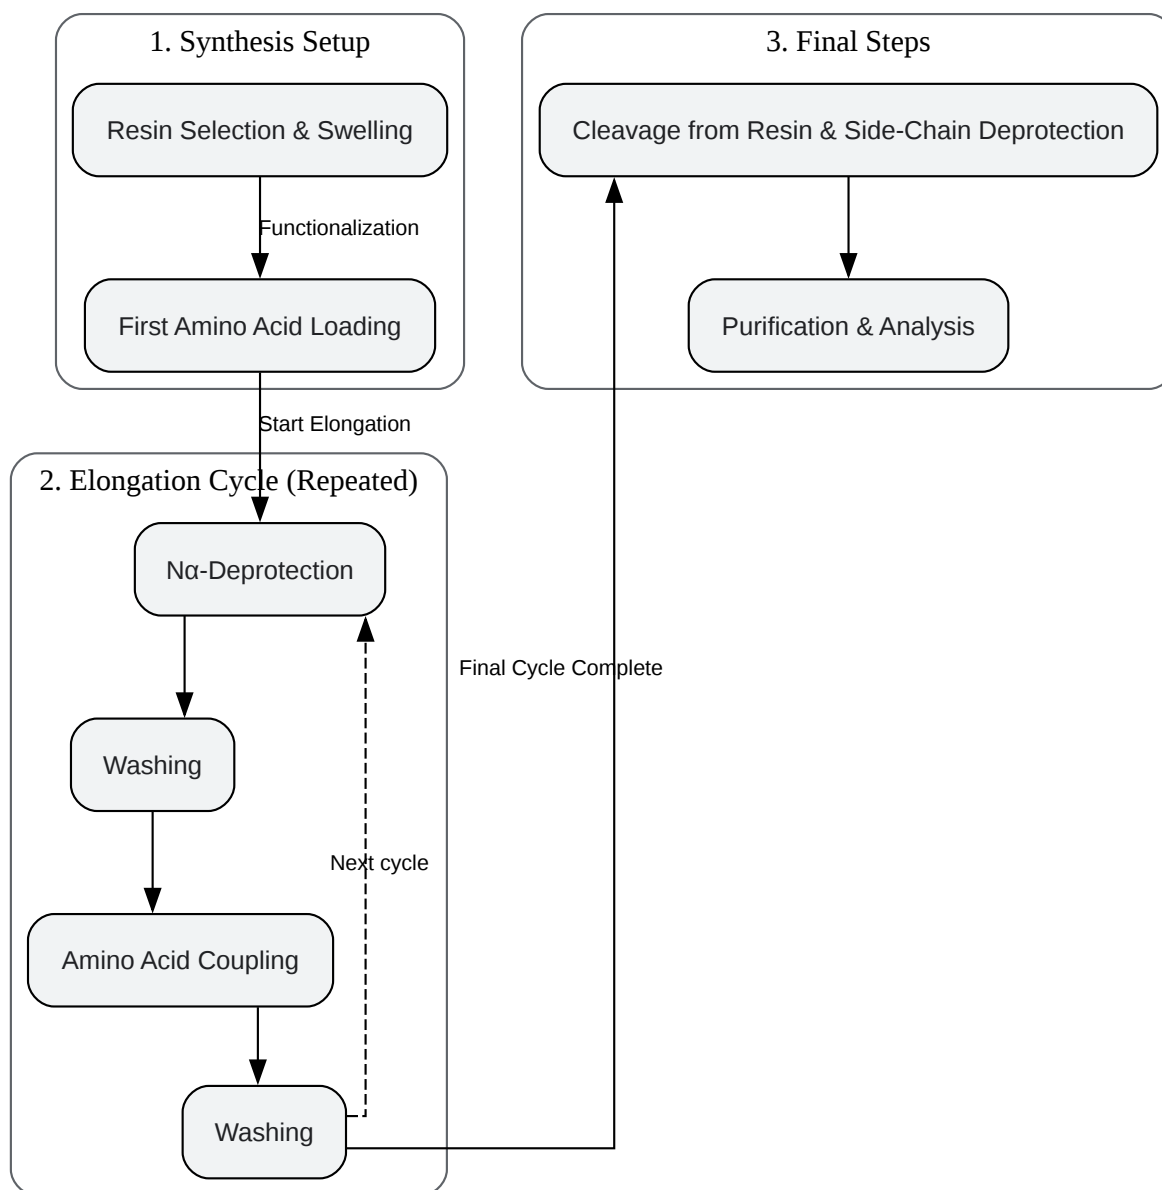 1. Synthesis Setup
Resin Selection & Swelling
Functionalization
First Amino Acid Loading
Start Elongation
2. Elongation Cycle (Repeated)
Nα-Deprotection
Washing
Next cycle
Amino Acid Coupling
Washing
Final Cycle Complete
3. Final Steps
Cleavage from Resin & Side-Chain Deprotection
Purification & Analysis